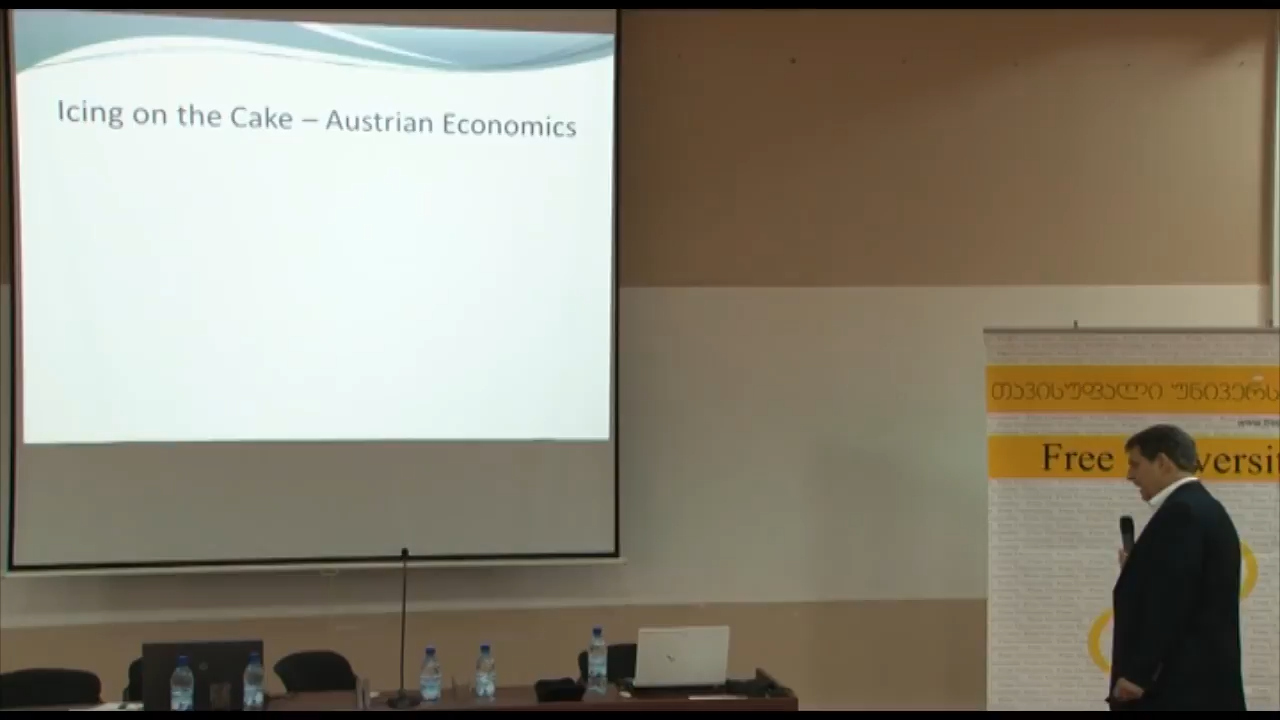 Icing on the Cake – Austrian Economics
თავისუფალი უნივერს
Free
versit